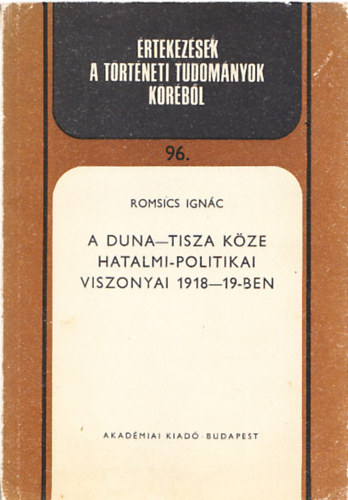 ÉRTEKEZÉSEK
A TÖRTÉNETI TUDOMÁNYOK
KÖRÉBŐL
96.
ROMSICS IGNÁC
A DUNA—TISZA KÖZE
HATALMI-POLITIKAI
VISZONYAI 1918—19-BEN
AKADÉMIAI KIADÓ · BUDAPEST